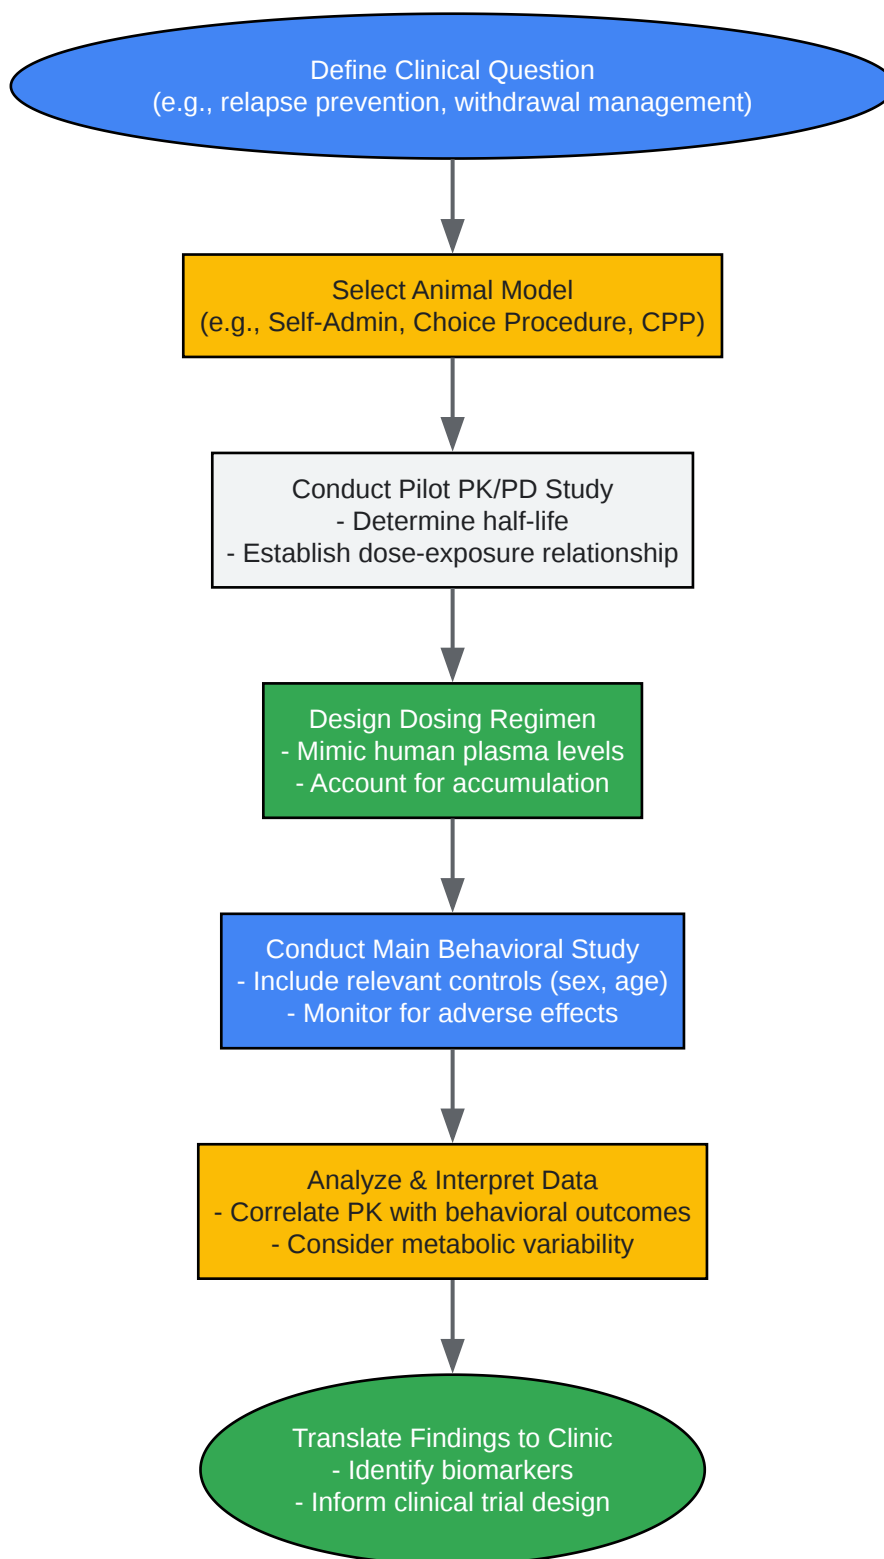 Define Clinical Question
(e.g., relapse prevention, withdrawal management)
Select Animal Model
(e.g., Self-Admin, Choice Procedure, CPP)
Conduct Pilot PK/PD Study
- Determine half-life
- Establish dose-exposure relationship
Design Dosing Regimen
- Mimic human plasma levels
- Account for accumulation
Conduct Main Behavioral Study
- Include relevant controls (sex, age)
- Monitor for adverse effects
Analyze & Interpret Data
- Correlate PK with behavioral outcomes
- Consider metabolic variability
Translate Findings to Clinic
- Identify biomarkers
- Inform clinical trial design